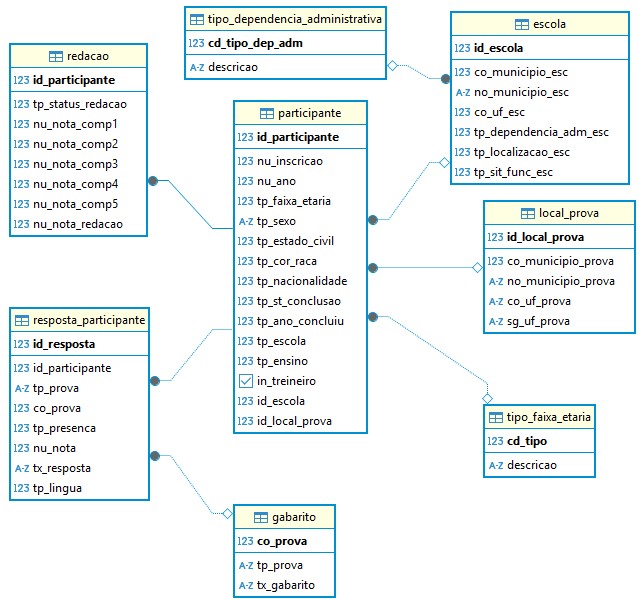 redacao
123 id_participante
123 tp_status_redacao
123 nu_nota_comp1
123 nu_nota_comp2
123 nu_nota_comp3
123 nu_nota_comp4
123 nu_nota_comp5
123 nu_nota_redacao
tipo_dependencia_administrativa
123 cd_tipo_dep_adm
A-Z descricao
escola
123 id_escola
123 co_municipio_esc
A-Z no_municipio_esc
123 co_uf_esc
123 tp_dependencia_adm_esc
123 tp_localizacao_esc
123 tp_sit_func_esc
participante
123 id_participante
123 nu_inscricao
123 nu_ano
123 tp_faixa_etaria
A-Z tp_sexo
123 tp_estado_civil
123 tp_cor_raca
123 tp_nacionalidade
123 tp_st_conclusao
123 tp_ano_concluiu
123 tp_escola
123 tp_ensino
in_treineiro
123 id_escola
123 id_local_prova
local_prova
123 id_local_prova
123 co_municipio_prova
A-Z no_municipio_prova
123 co_uf_prova
A-Z sg_uf_prova
resposta_participante
123 id_resposta
123 id_participante
A-Z tp_prova
123 co_prova
123 tp_presenca
123 nu_nota
A-Z tx_resposta
123 tp_lingua
tipo_faixa_etaria
123 cd_tipo
A-Z descricao
gabarito
123 co_prova
A-Z tp_prova
A-Z tx_gabarito